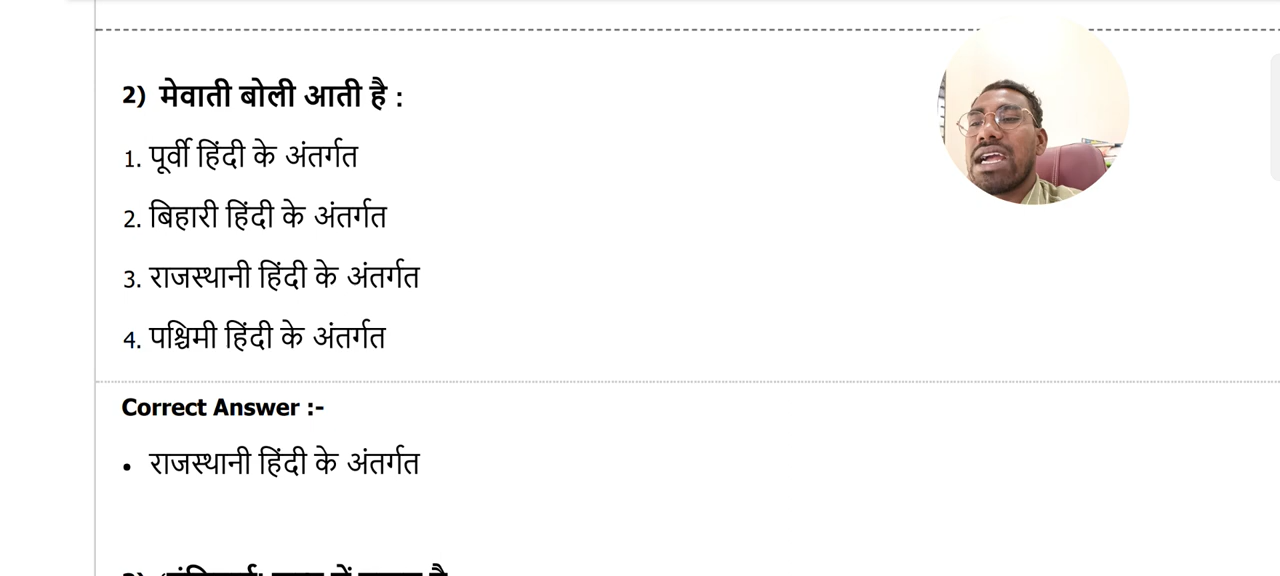 2) मेवाती बोली आती है :
1. पूर्वी हिंदी के अंतर्गत
2. बिहारी हिंदी के अंतर्गत
3. राजस्थानी हिंदी के अंतर्गत
4. पश्चिमी हिंदी के अंतर्गत
Correct Answer :-
• राजस्थानी हिंदी के अंतर्गत